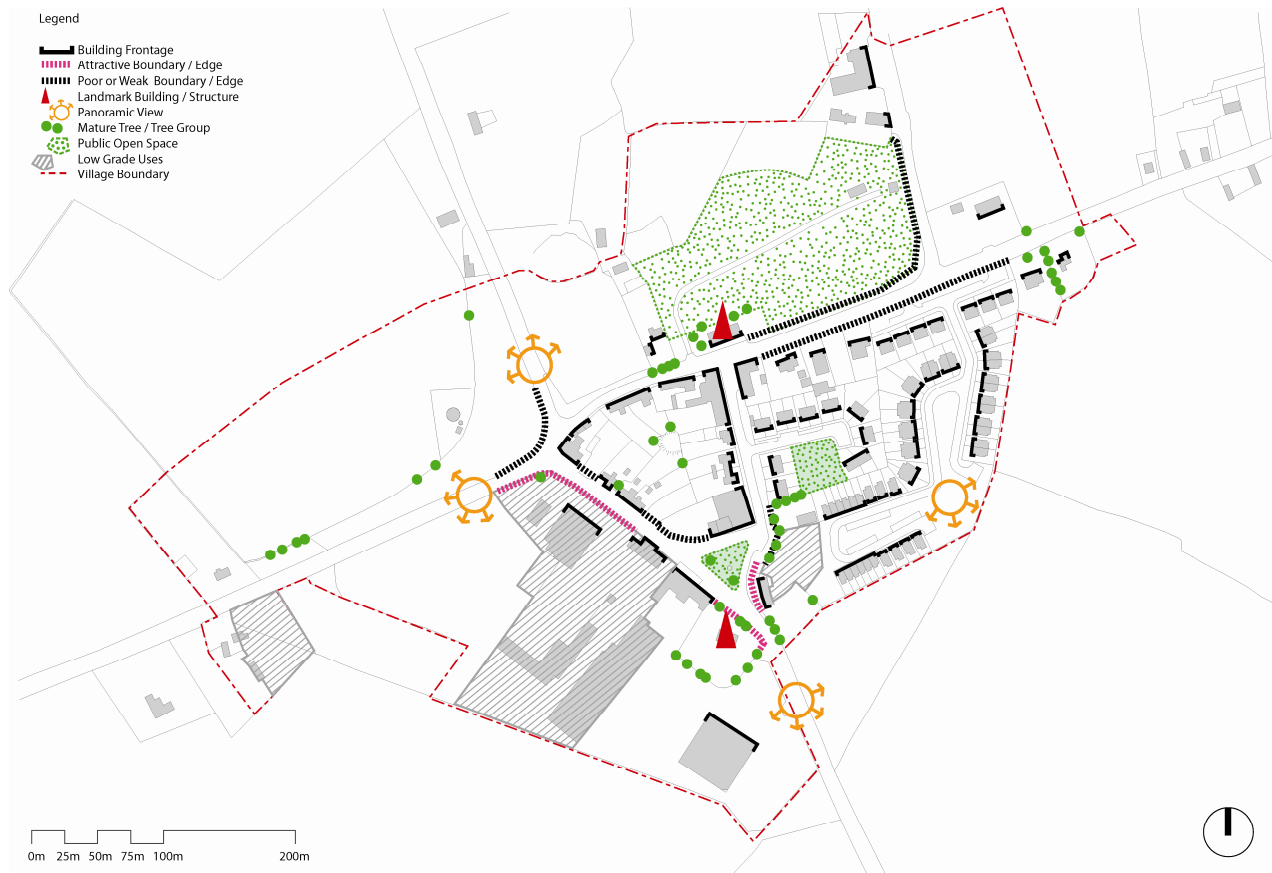 Legend
Building Frontage
Attractive Boundary / Edge
Poor or Weak Boundary / Edge
Landmark Building / Structure
Panoramic View
Mature Tree / Tree Group
Public Open Space
Low Grade Uses
Village Boundary
0m 25m 50m 75m 100m 200m